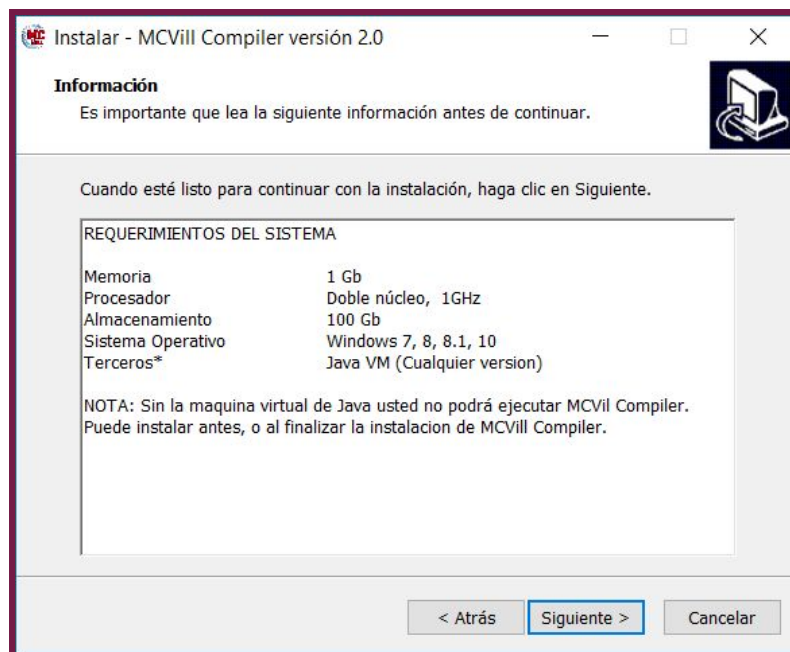 Instalar - MCVill Compiler versión 2.0
Información
Es importante que lea la siguiente información antes de continuar.
Cuando esté listo para continuar con la instalación, haga clic en Siguiente.
REQUERIMIENTOS DEL SISTEMA
Memoria 1 Gb
Procesador Doble núcleo, 1GHz
Almacenamiento 100 Gb
Sistema Operativo Windows 7, 8, 8.1, 10
Terceros* Java VM (Cualquier version)
NOTA: Sin la maquina virtual de Java usted no podrá ejecutar MCVil Compiler.
Puede instalar antes, o al finalizar la instalacion de MCVill Compiler.
< Atrás Siguiente > Cancelar